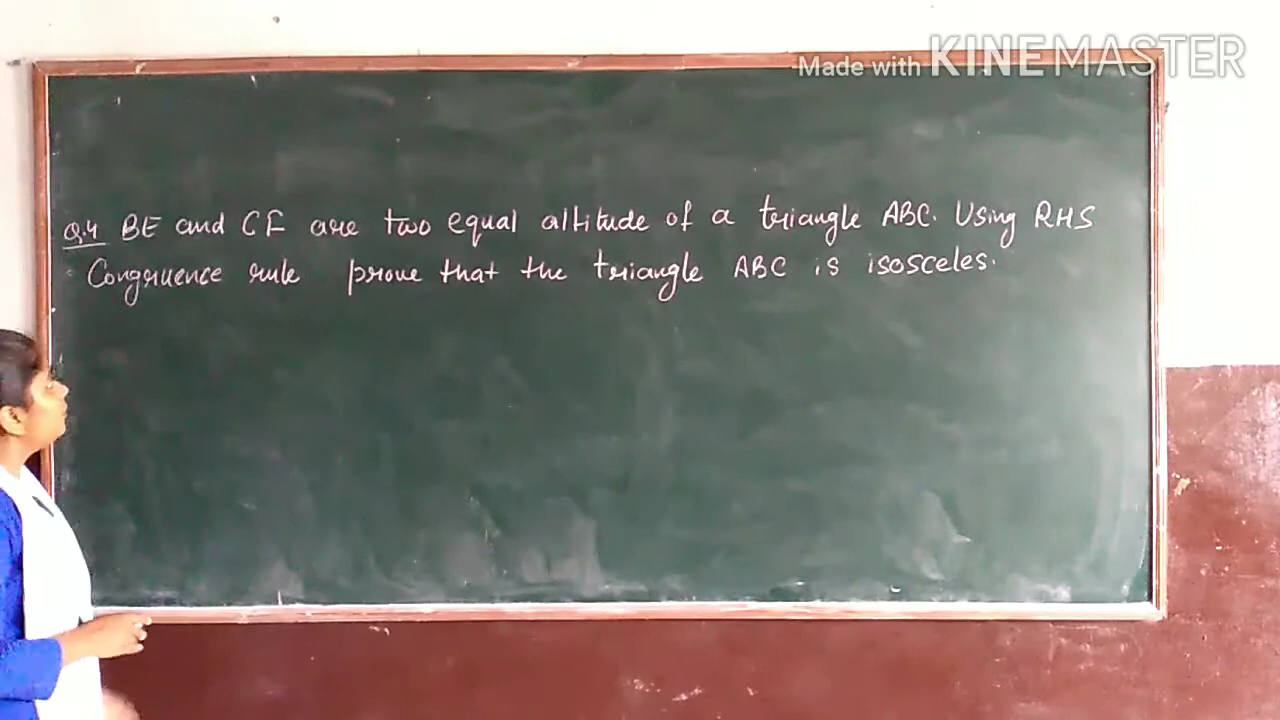 Made with KINEMASTER
Q.4 BE and CF are two equal altitude of a triangle ABC. Using RHS
Congruence rule prove that the triangle ABC is isosceles.